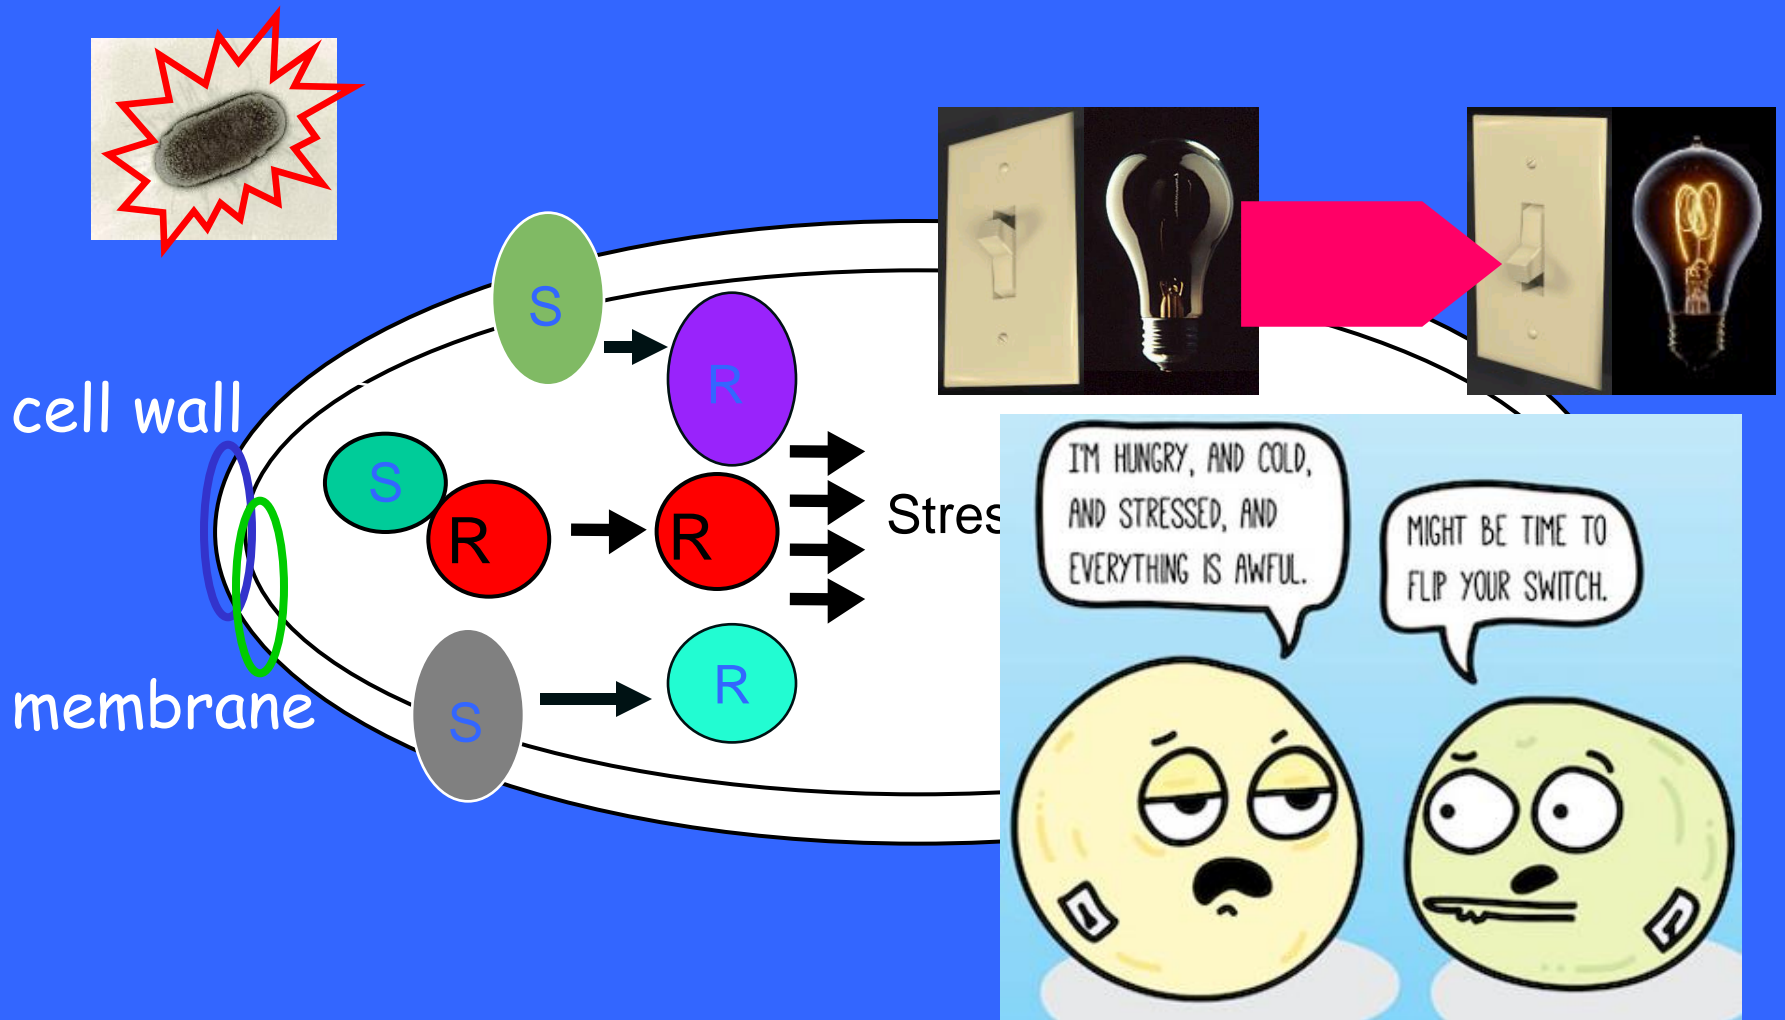 S
R
cell wall
S
R
R
Stres
membrane
S
R
I'M HUNGRY, AND COLD,
AND STRESSED, AND
EVERYTHING IS AWFUL.
MIGHT BE TIME TO
FLIP YOUR SWITCH.